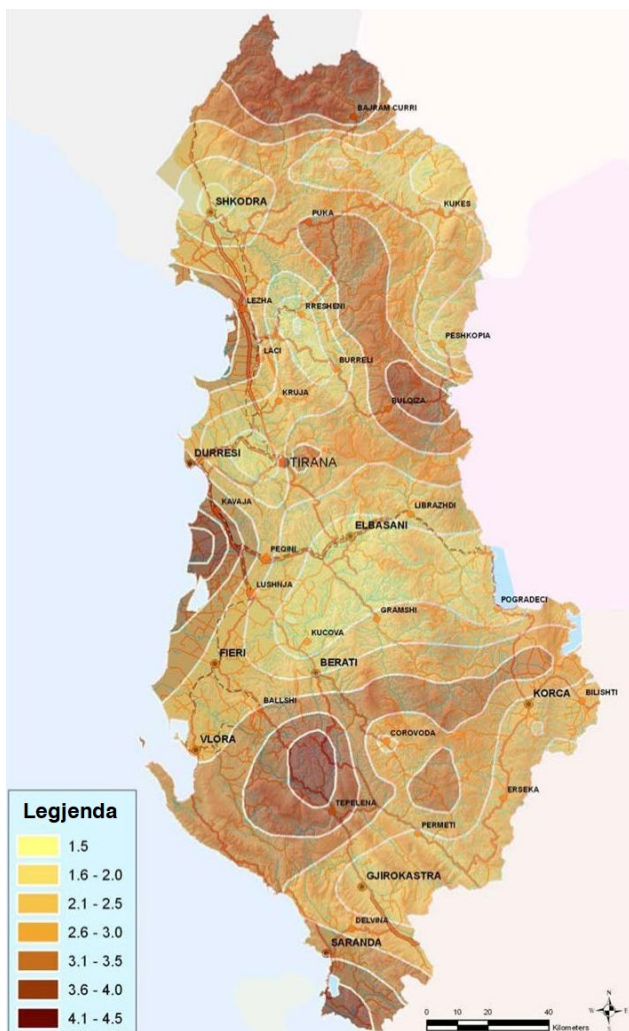 BAJRAM CURRI
SHKODRA
KUKES
PUKA
LEZHA
RRESHENI
PESHKOPIA
LACI
BURRELI
KRUJA
BULQIZA
DURRESI
TIRANA
KAVAJA
LIBRAZHDI
ELBASANI
PEQINI
LUSHNJA
POGRADECI
GRAMSHI
KUCOVA
FIERI
BERATI
KORCA
BILISHTI
BALLSHI
VLORA
COROVODA
ERSEKA
TEPELENA
PERMETI
GJIROKASTRA
DELVINA
SARANDA
Legjenda
1.5
1.6 - 2.0
2.1 - 2.5
2.6 - 3.0
3.1 - 3.5
3.6 - 4.0
4.1 - 4.5
N
W E
S
0 10 20 40
Kilometers